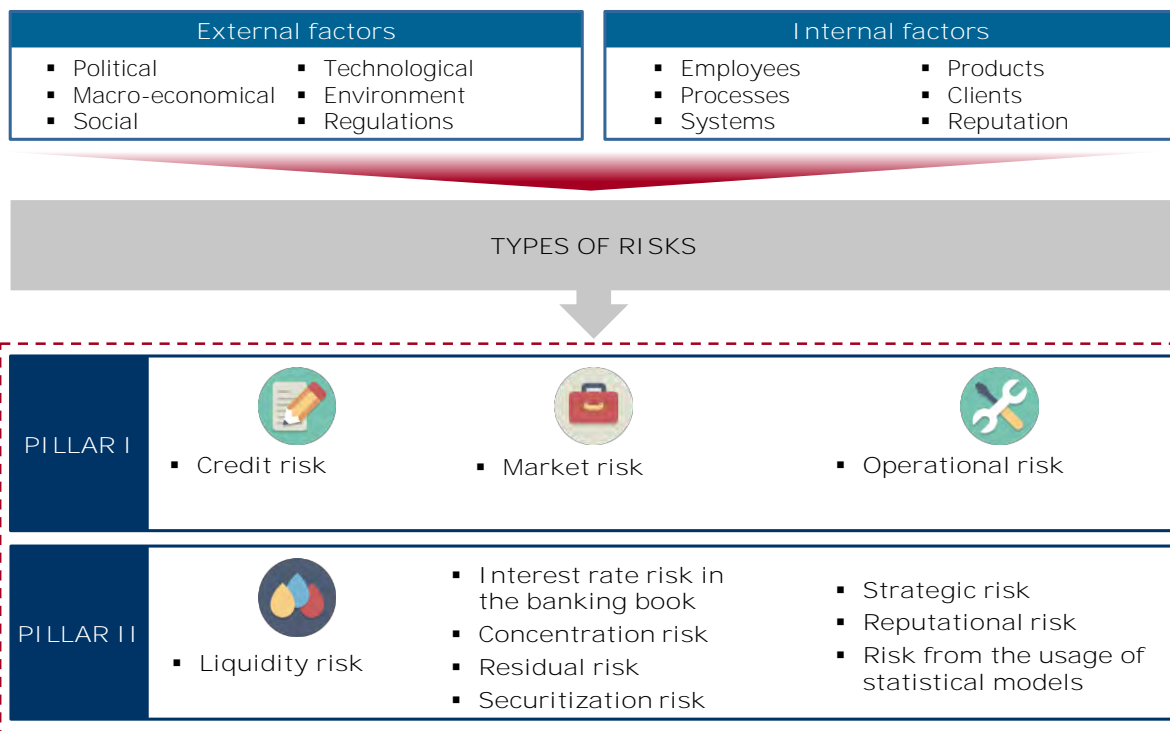 External factors
▪ Political
▪ Macro-economical
▪ Social
▪ Technological
▪ Environment
▪ Regulations
Internal factors
▪ Employees
▪ Processes
▪ Systems
▪ Products
▪ Clients
▪ Reputation
TYPES OF RISKS
PILLAR I
▪ Credit risk
▪ Market risk
▪ Operational risk
PILLAR II
▪ Liquidity risk
▪ Interest rate risk in
the banking book
▪ Concentration risk
▪ Residual risk
▪ Securitization risk
▪ Strategic risk
▪ Reputational risk
▪ Risk from the usage of
statistical models